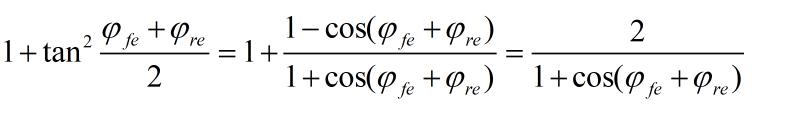 1 + tan² (φ_fe + φ_re)/2 = 1 + (1 − cos(φ_fe + φ_re))/(1 + cos(φ_fe + φ_re)) = 2/(1 + cos(φ_fe + φ_re))